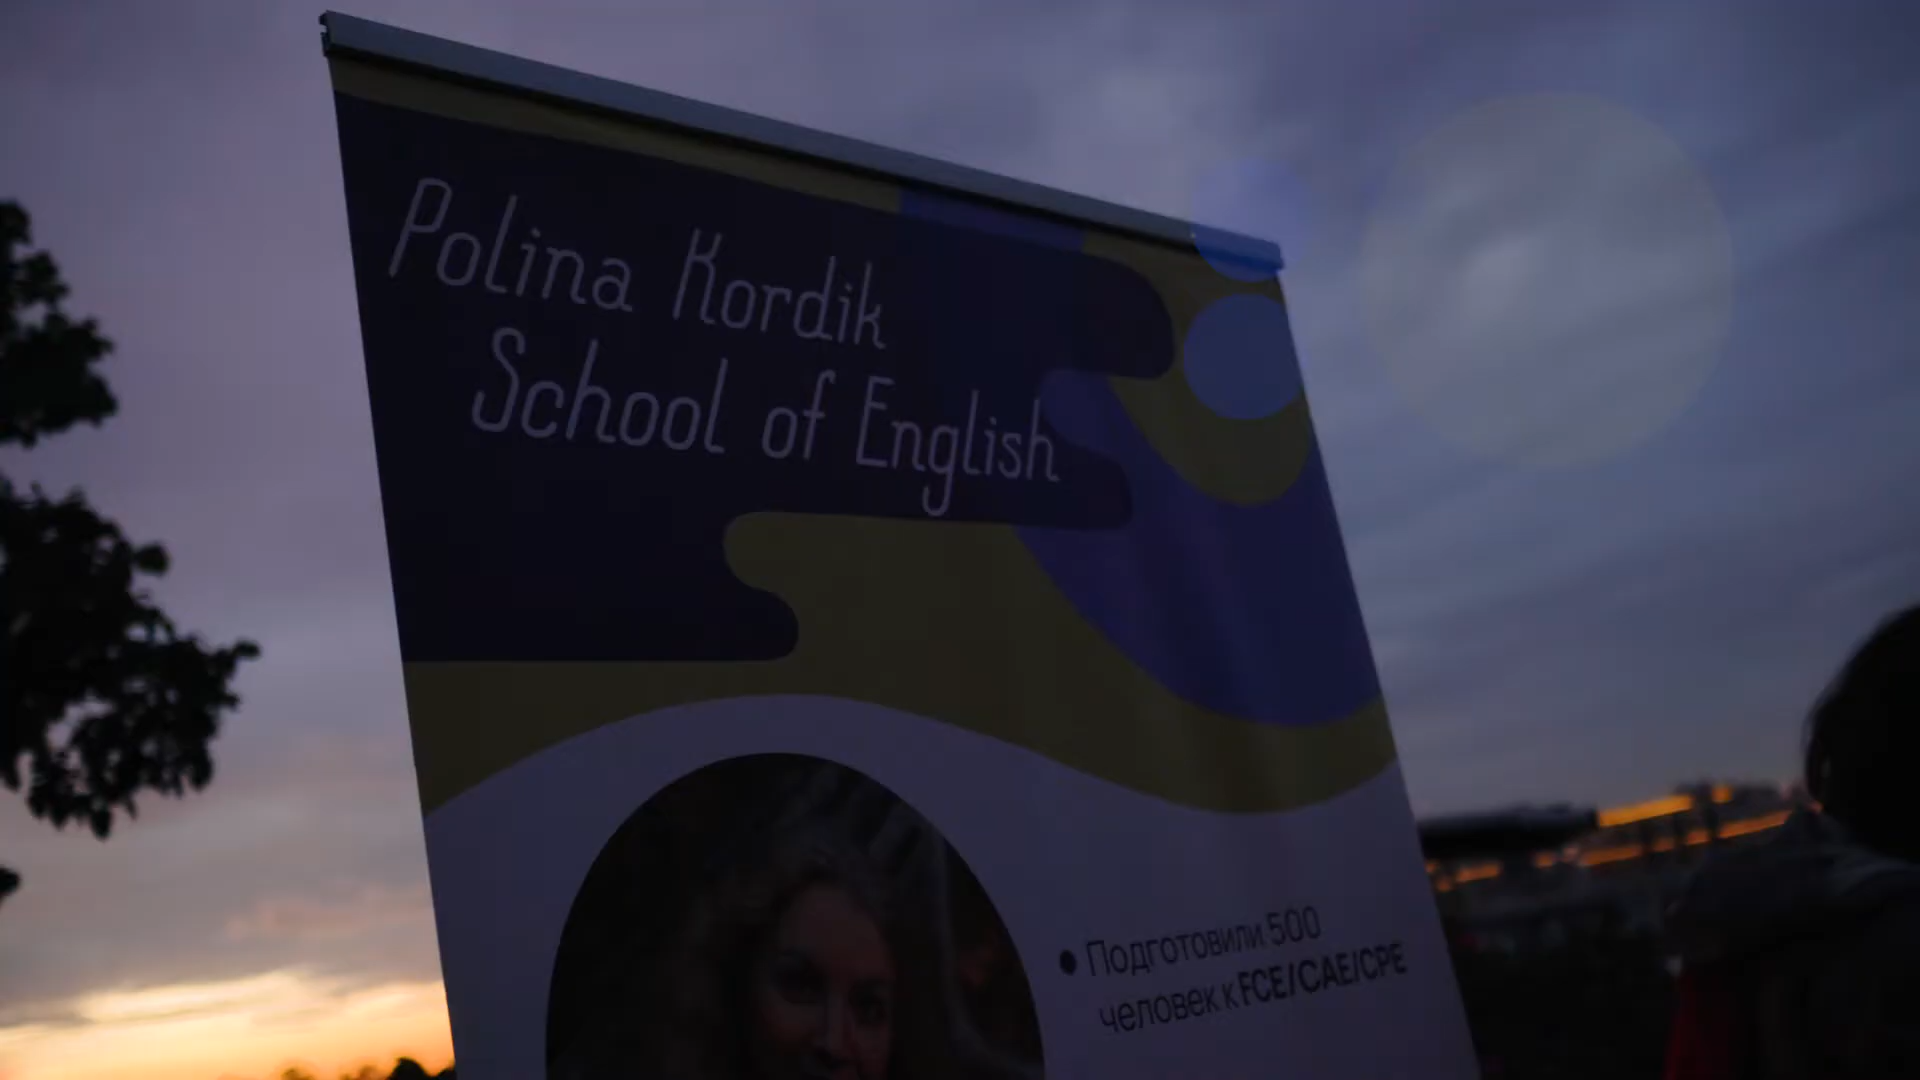 Polina Kordik
School of English
• Подготовили 500
человек к FCE/CAE/CPE